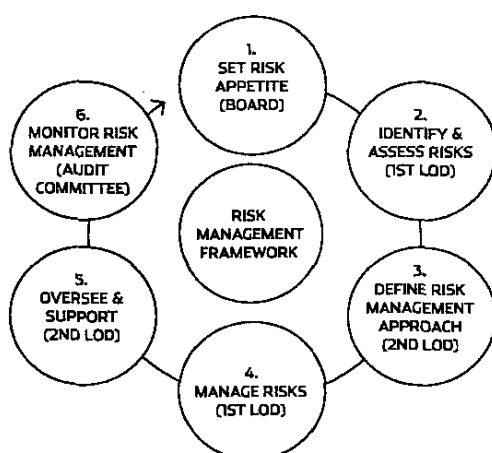 1.
SET RISK
APPETITE
(BOARD)
2.
IDENTIFY &
ASSESS RISKS
(1ST LOD)
3.
DEFINE RISK
MANAGEMENT
APPROACH
(2ND LOD)
4.
MANAGE RISKS
(1ST LOD)
5.
OVERSEE &
SUPPORT
(2ND LOD)
6.
MONITOR RISK
MANAGEMENT
(AUDIT
COMMITTEE)
RISK
MANAGEMENT
FRAMEWORK